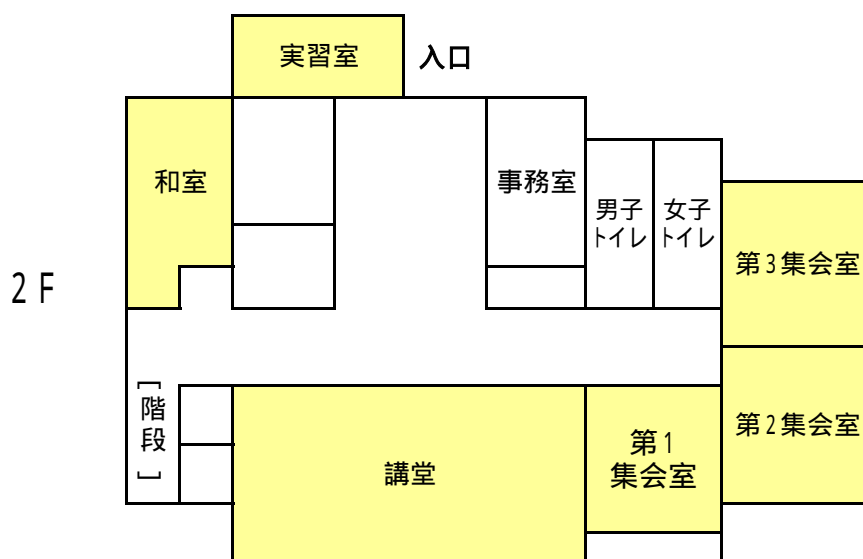 実習室
入口
和室
事務室
男子
トイレ
女子
トイレ
第3集会室
2F
[階段]
講堂
第1
集会室
第2集会室